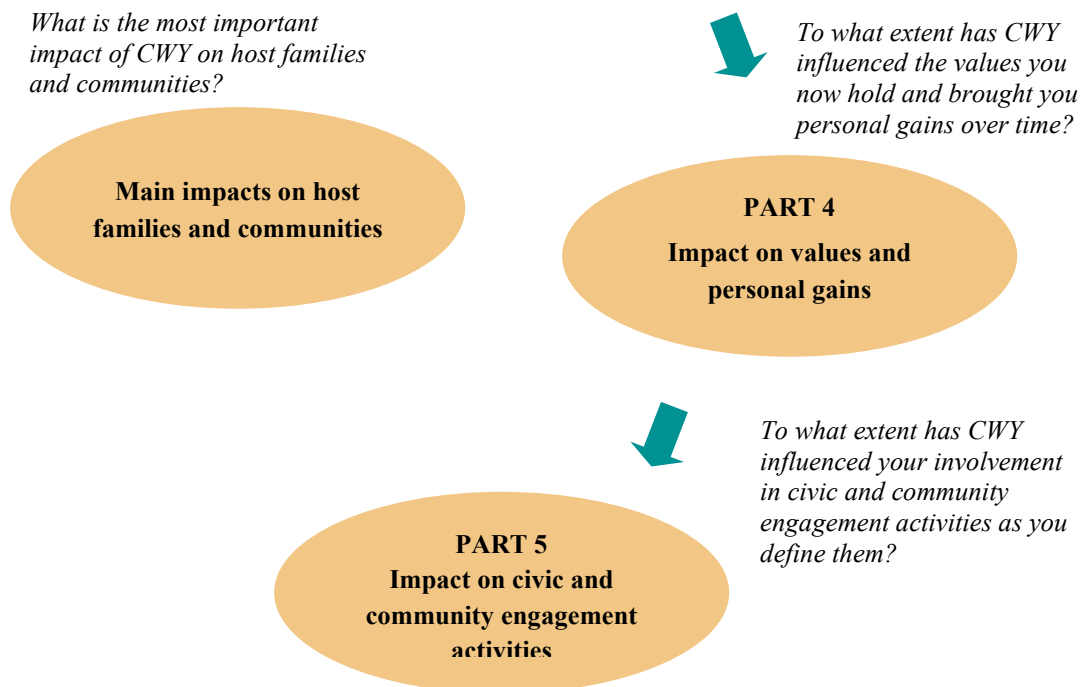 What is the most important
impact of CWY on host families
and communities?
To what extent has CWY
influenced the values you
now hold and brought you
personal gains over time?
Main impacts on host
families and communities
PART 4
Impact on values and
personal gains
To what extent has CWY
influenced your involvement
in civic and community
engagement activities as you
define them?
PART 5
Impact on civic and
community engagement
activities